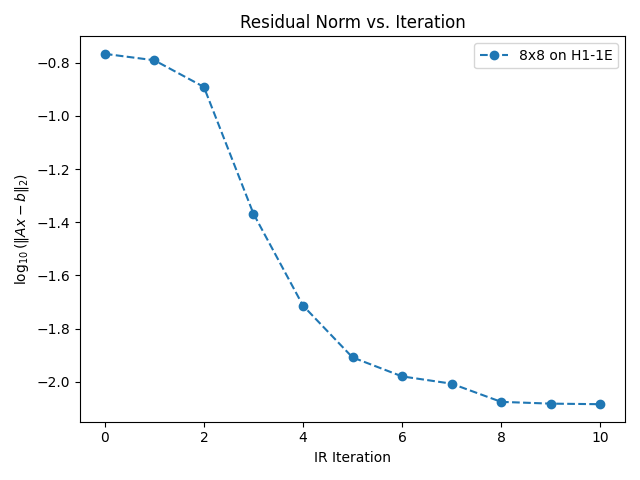 Residual Norm vs. Iteration
8x8 on H1-1E
−0.8
−1.0
−1.2
−1.4
−1.6
−1.8
−2.0
log₁₀(‖Ax − b‖₂)
0 2 4 6 8 10
IR Iteration